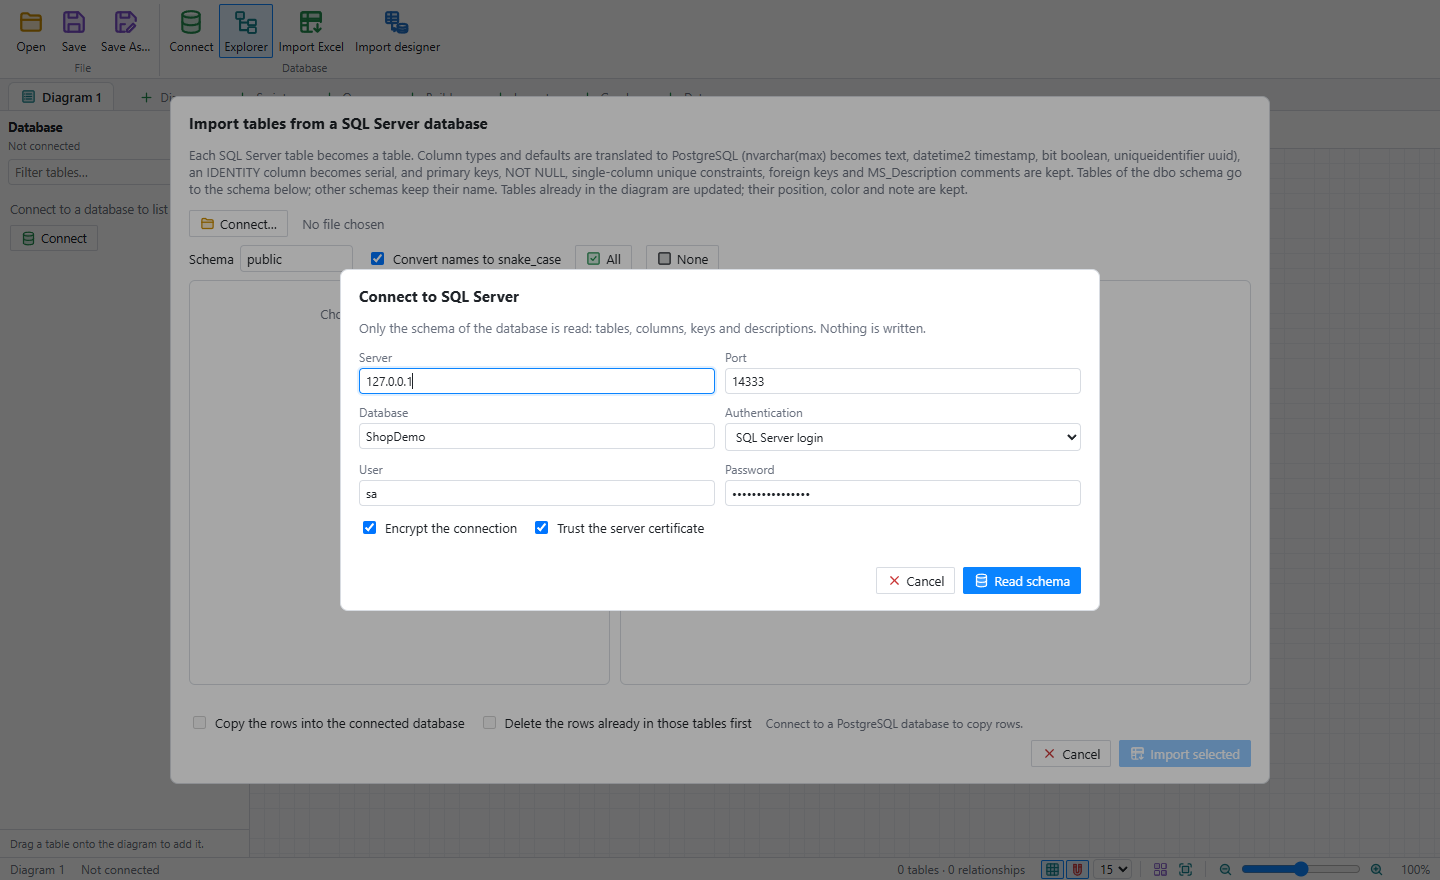 Open
Save
Save As...
Connect
Explorer
Import Excel
Import designer
File
Database
Diagram 1
Database
Not connected
Filter tables...
Connect to a database to list
Connect
Import tables from a SQL Server database
Each SQL Server table becomes a table. Column types and defaults are translated to PostgreSQL (nvarchar(max) becomes text, datetime2 timestamp, bit boolean, uniqueidentifier uuid),
an IDENTITY column becomes serial, and primary keys, NOT NULL, single-column unique constraints, foreign keys and MS_Description comments are kept. Tables of the dbo schema go
to the schema below; other schemas keep their name. Tables already in the diagram are updated; their position, color and note are kept.
Connect...
No file chosen
Schema
public
Convert names to snake_case
All
None
Connect to SQL Server
Only the schema of the database is read: tables, columns, keys and descriptions. Nothing is written.
Server
Port
127.0.0.1
14333
Database
Authentication
ShopDemo
SQL Server login
User
Password
sa
••••••••••••••••
Encrypt the connection
Trust the server certificate
Cancel
Read schema
Copy the rows into the connected database
Delete the rows already in those tables first
Connect to a PostgreSQL database to copy rows.
Cancel
Import selected
Drag a table onto the diagram to add it.
Diagram 1
Not connected
0 tables · 0 relationships
15
100%